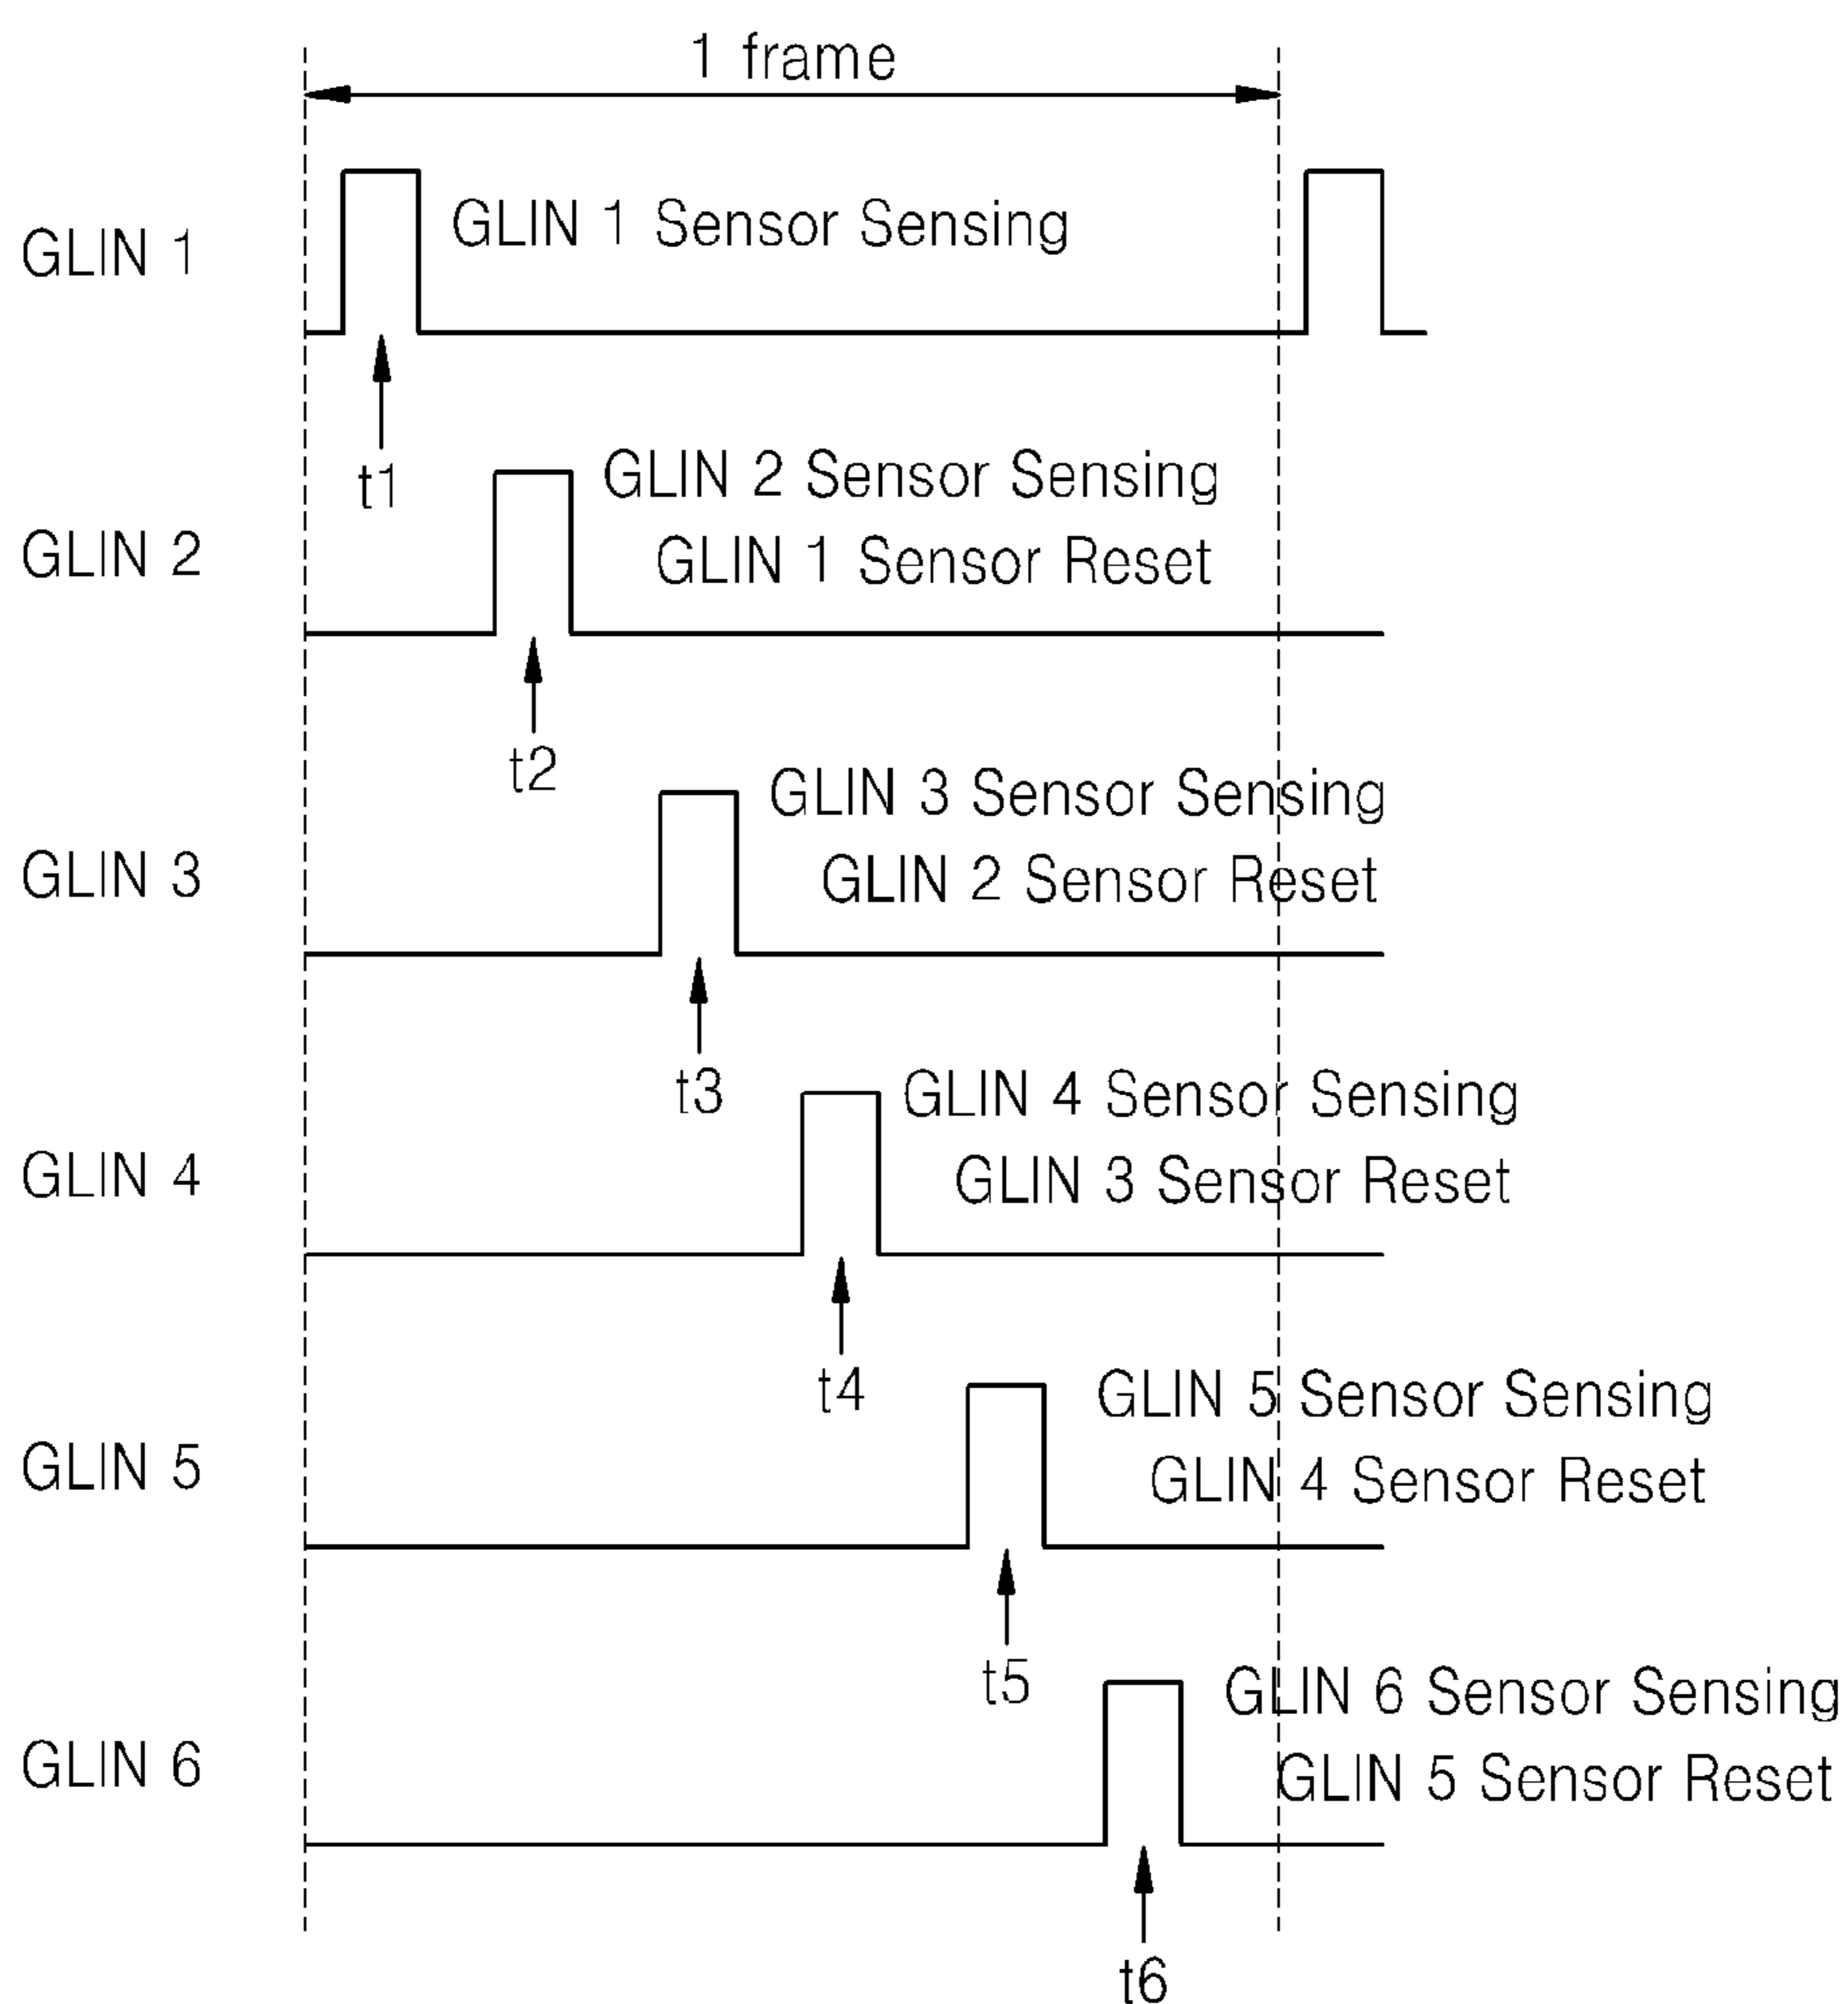 1 frame
GLIN 1
GLIN 1 Sensor Sensing
t1
GLIN 2
GLIN 2 Sensor Sensing
GLIN 1 Sensor Reset
t2
GLIN 3
GLIN 3 Sensor Sensing
GLIN 2 Sensor Reset
t3
GLIN 4
GLIN 4 Sensor Sensing
GLIN 3 Sensor Reset
t4
GLIN 5
GLIN 5 Sensor Sensing
GLIN 4 Sensor Reset
t5
GLIN 6
GLIN 6 Sensor Sensing
GLIN 5 Sensor Reset
t6